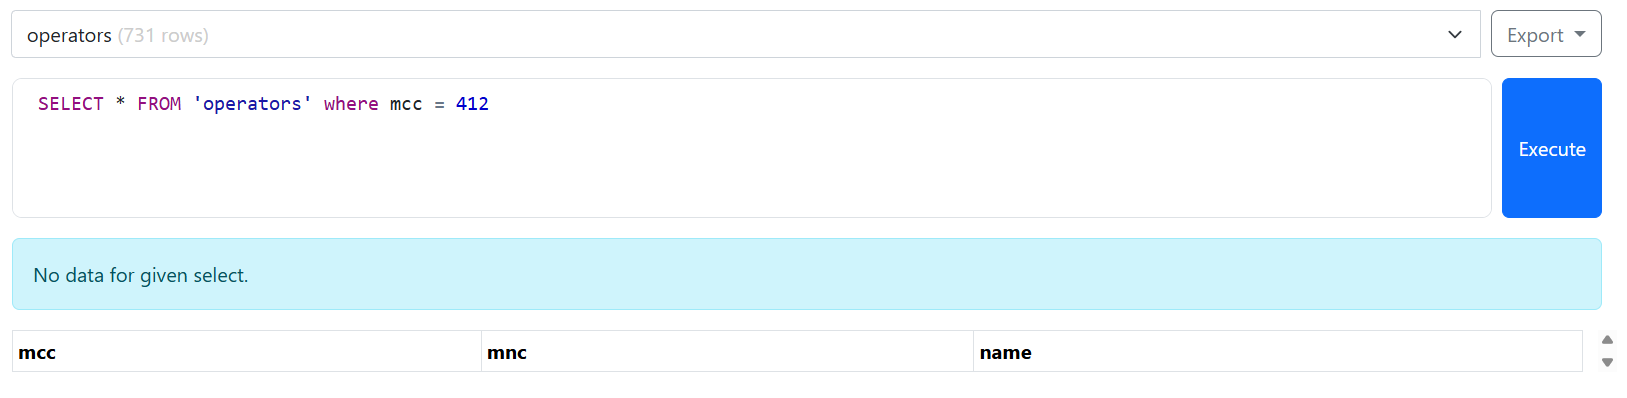 operators (731 rows)
Export
SELECT * FROM 'operators' where mcc = 412
Execute
No data for given select.
mcc mnc name